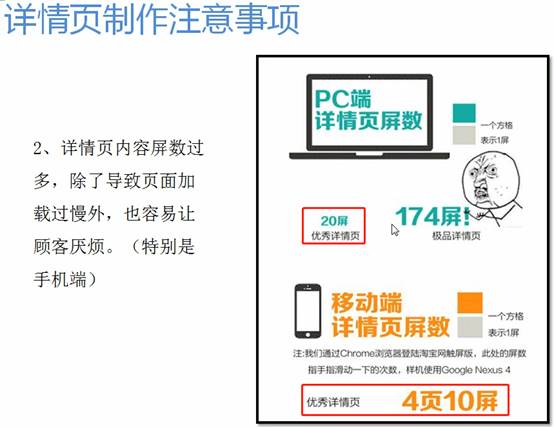 详情页制作注意事项
2、详情页内容屏数过
多，除了导致页面加
载过慢外，也容易让
顾客厌烦。（特别是
手机端）
PC端
详情页屏数
一个方格
表示1屏
20屏
优秀详情页
174屏!
极品详情页
移动端
详情页屏数
一个方格
表示1屏
注:我们通过Chrome浏览器登陆淘宝网触屏版，此处的屏数
指手指滑动一下的次数，样机使用Google Nexus 4
优秀详情页
4页10屏